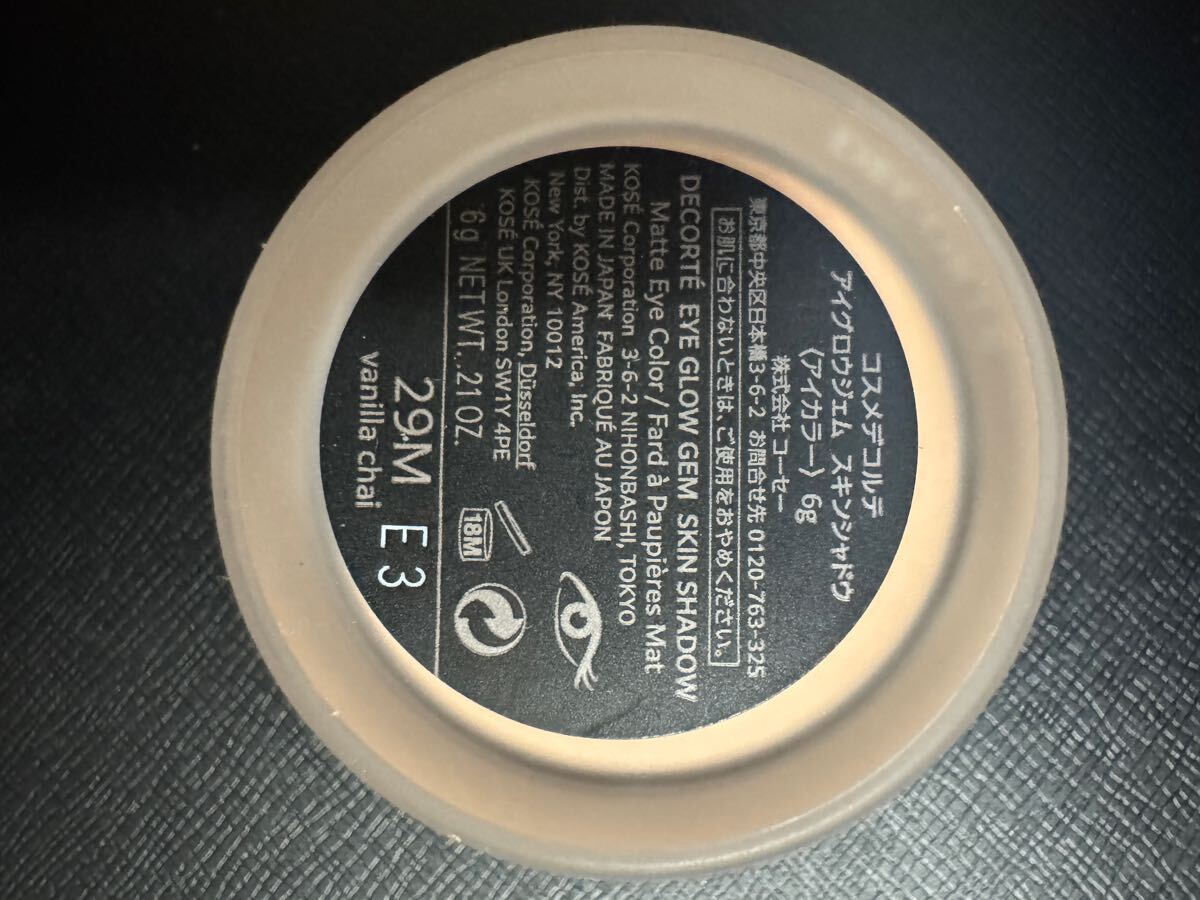 コスメデコルテ
アイグロウジェム スキンシャドウ
〈アイカラー〉 6g
株式会社 コーセー
東京都中央区日本橋3-6-2 お問合せ先 0120-763-325
お肌に合わないときは、ご使用をおやめください。
DECORTÉ EYE GLOW GEM SKIN SHADOW
Matte Eye Color / Fard à Paupières Mat
KOSÉ Corporation 3-6-2 NIHONBASHI, TOKYO
MADE IN JAPAN FABRIQUÉ AU JAPON
Dist. by KOSÉ America, Inc.
New York, NY 10012
KOSÉ Corporation, Düsseldorf
KOSÉ UK London SW1Y 4PE
18M
6g NET WT. .21 OZ.
29M
E3
vanilla chai